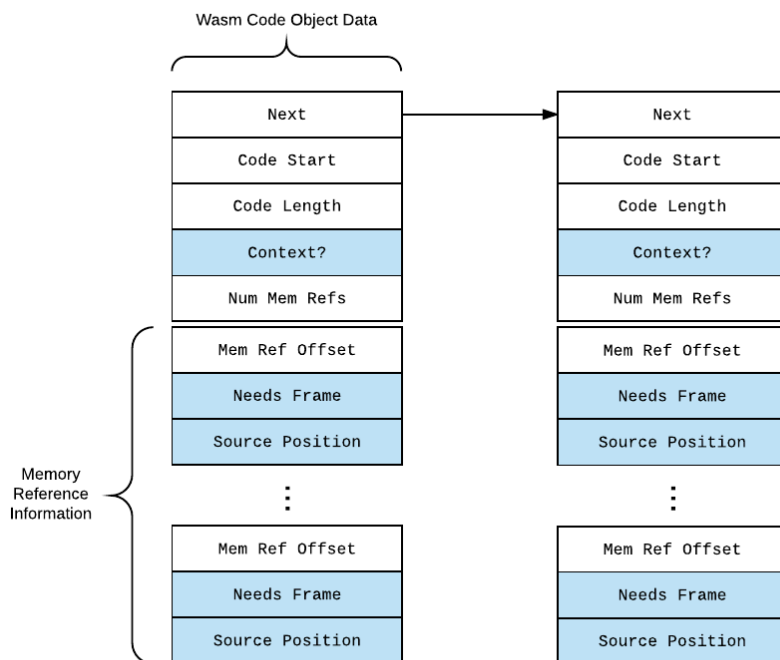 Wasm Code Object Data
Next
Code Start
Code Length
Context?
Num Mem Refs
Mem Ref Offset
Needs Frame
Source Position
⋮
Mem Ref Offset
Needs Frame
Source Position
Memory
Reference
Information
Next
Code Start
Code Length
Context?
Num Mem Refs
Mem Ref Offset
Needs Frame
Source Position
⋮
Mem Ref Offset
Needs Frame
Source Position